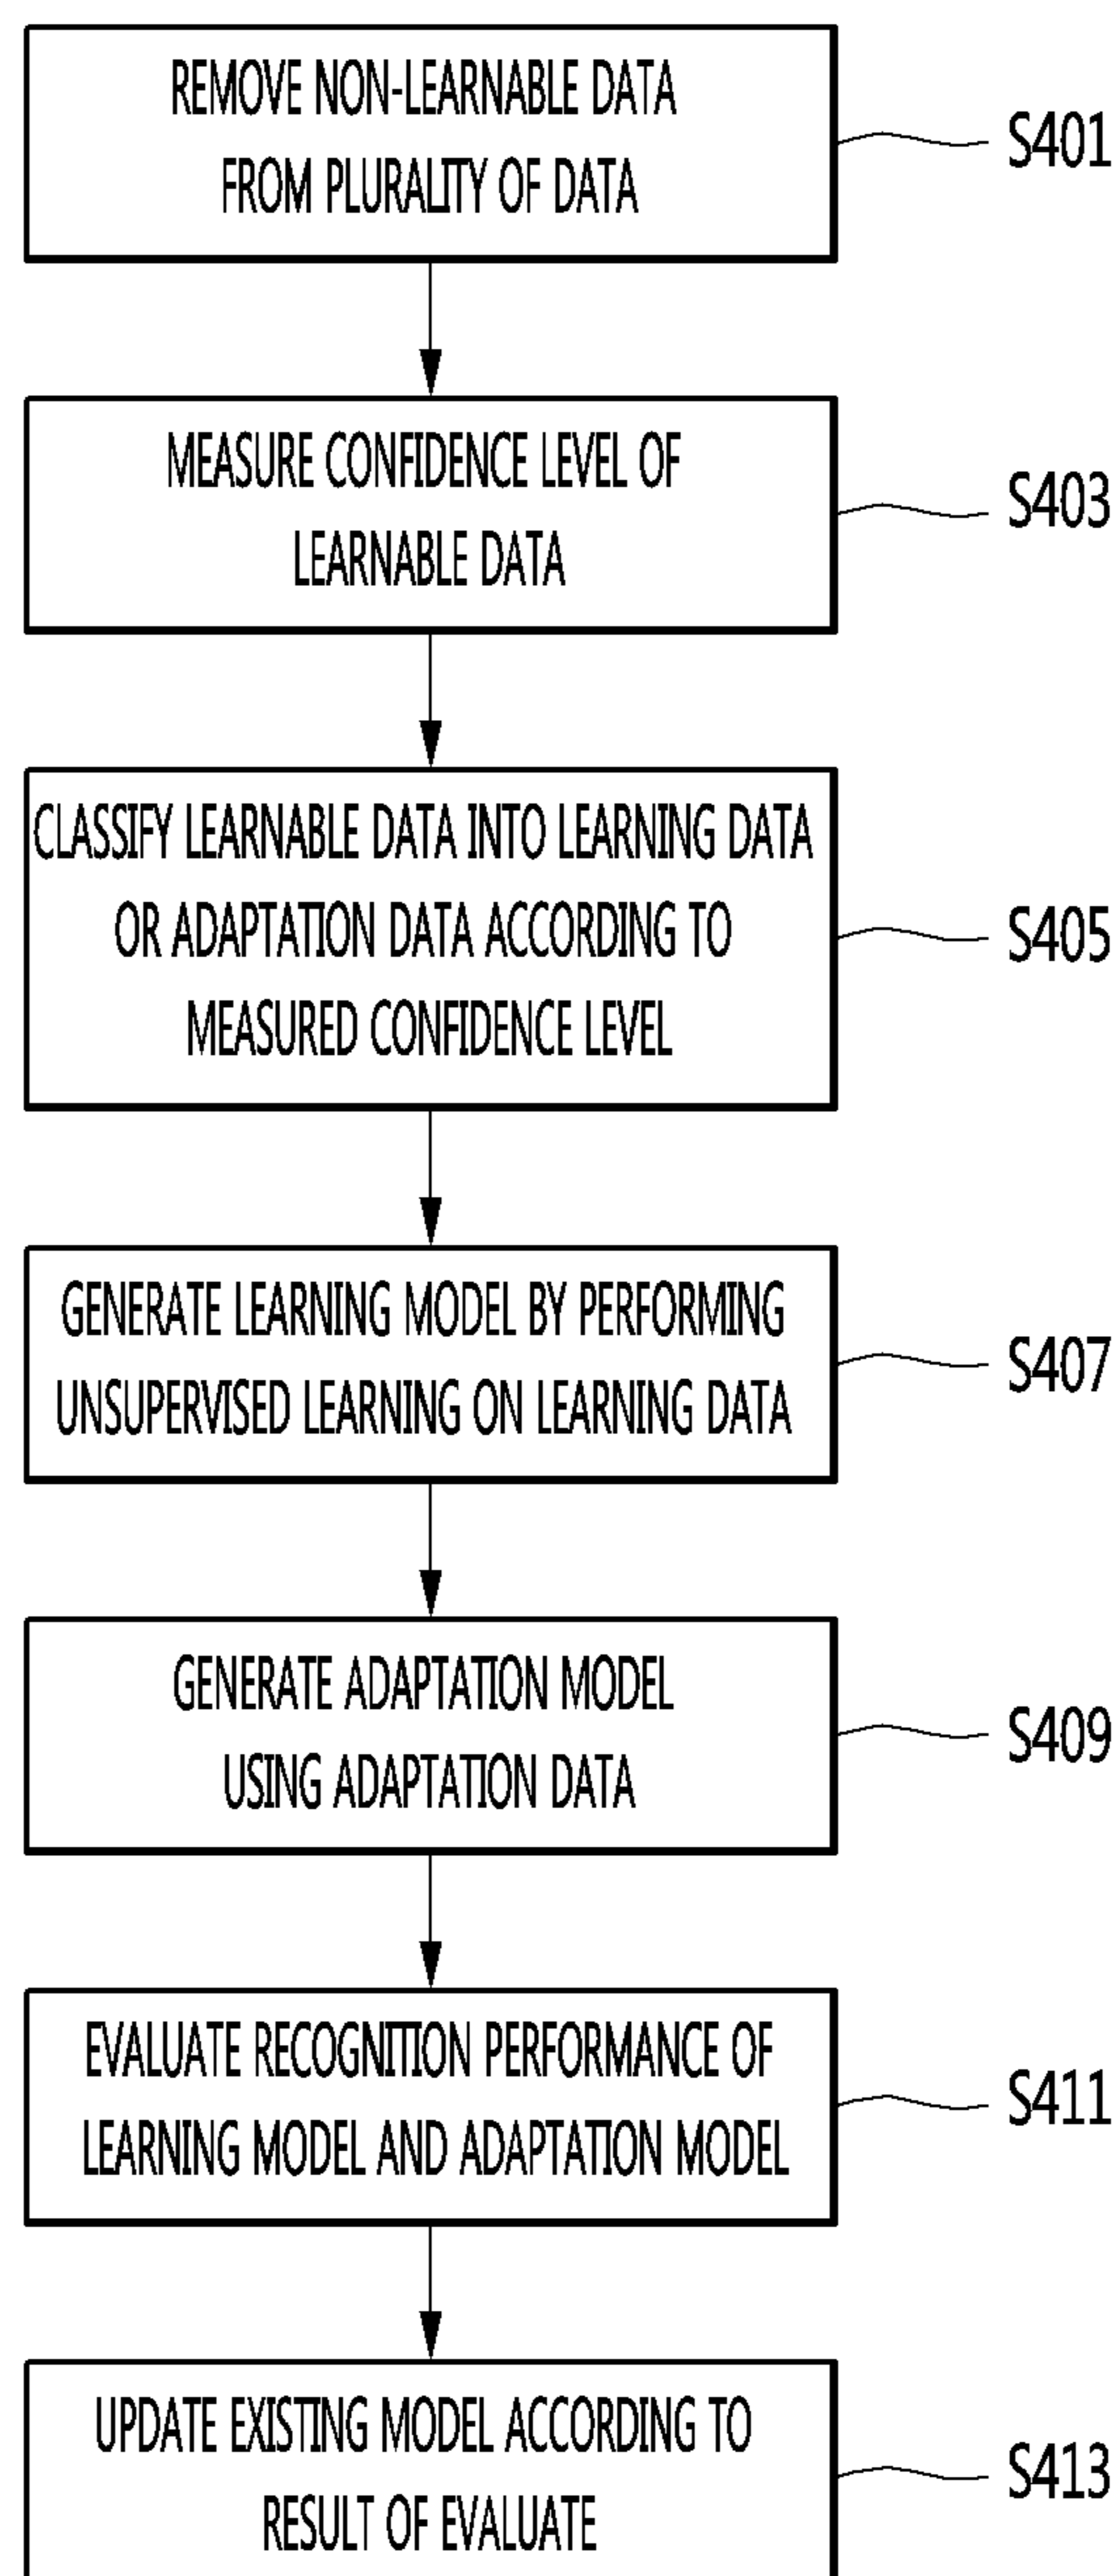 REMOVE NON-LEARNABLE DATA
FROM PLURALITY OF DATA
S401
MEASURE CONFIDENCE LEVEL OF
LEARNABLE DATA
S403
CLASSIFY LEARNABLE DATA INTO LEARNING DATA
OR ADAPTATION DATA ACCORDING TO
MEASURED CONFIDENCE LEVEL
S405
GENERATE LEARNING MODEL BY PERFORMING
UNSUPERVISED LEARNING ON LEARNING DATA
S407
GENERATE ADAPTATION MODEL
USING ADAPTATION DATA
S409
EVALUATE RECOGNITION PERFORMANCE OF
LEARNING MODEL AND ADAPTATION MODEL
S411
UPDATE EXISTING MODEL ACCORDING TO
RESULT OF EVALUATE
S413